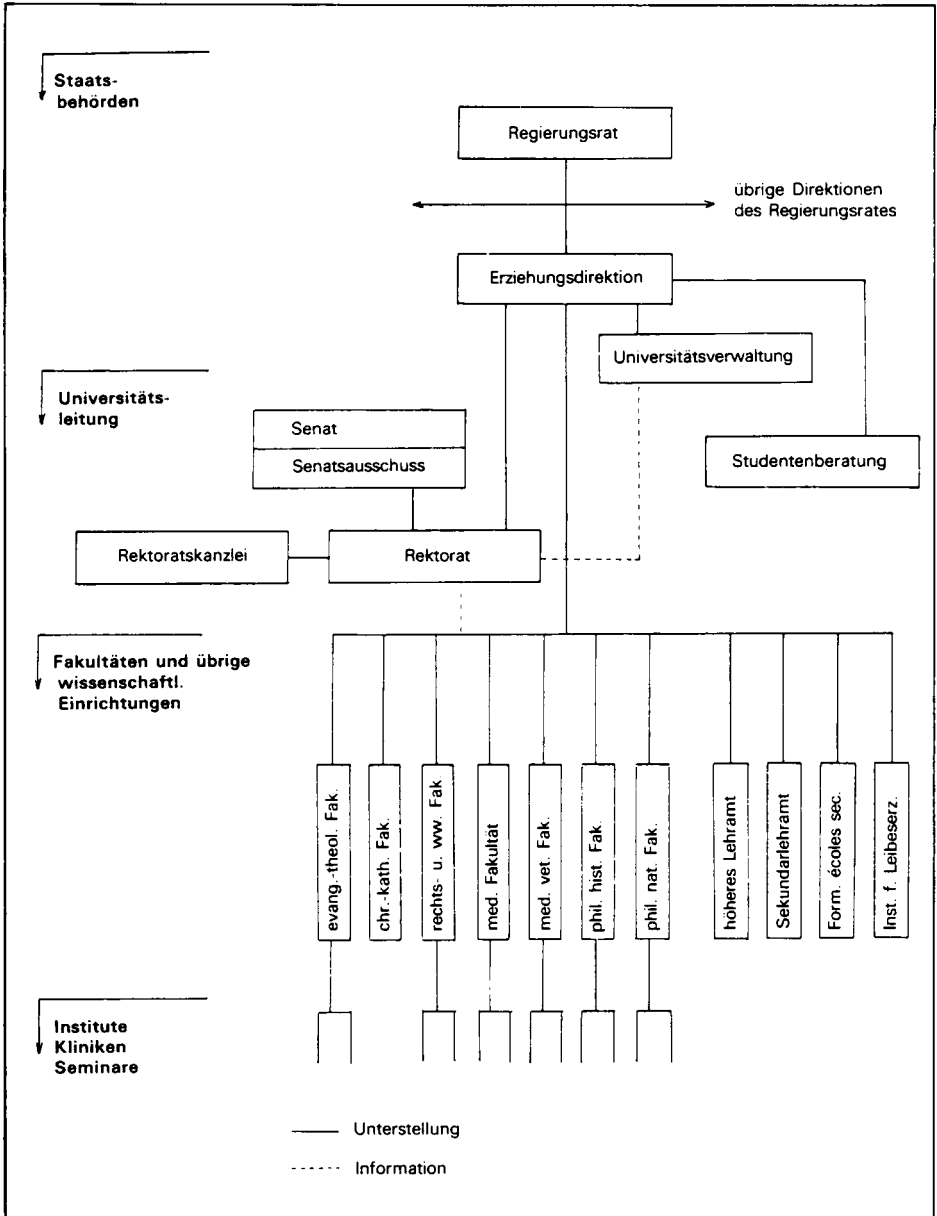 Staats-
behörden
Regierungsrat
übrige Direktionen
des Regierungsrates
Erziehungsdirektion
Universitätsverwaltung
Universitäts-
leitung
Senat
Senatsausschuss
Studentenberatung
Rektoratskanzlei
Rektorat
Fakultäten und übrige
wissenschaftl.
Einrichtungen
evang.-theol. Fak.
chr.-kath. Fak.
rechts- u. ww. Fak
med. Fakultät
med. vet. Fak.
phil. hist. Fak.
phil. nat. Fak.
höheres Lehramt
Sekundarlehramt
Form. écoles sec.
Inst. f. Leibeserz.
Institute
Kliniken
Seminare
Unterstellung
Information